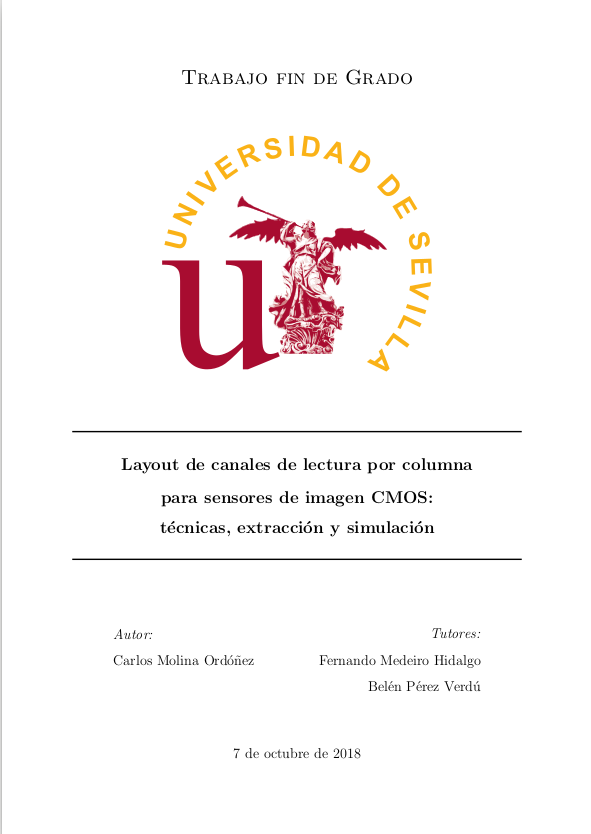 Trabajo fin de Grado
UNIVERSIDAD DE SEVILLA
u
Layout de canales de lectura por columna
para sensores de imagen CMOS:
técnicas, extracción y simulación
Autor:
Carlos Molina Ordóñez
Tutores:
Fernando Medeiro Hidalgo
Belén Pérez Verdú
7 de octubre de 2018